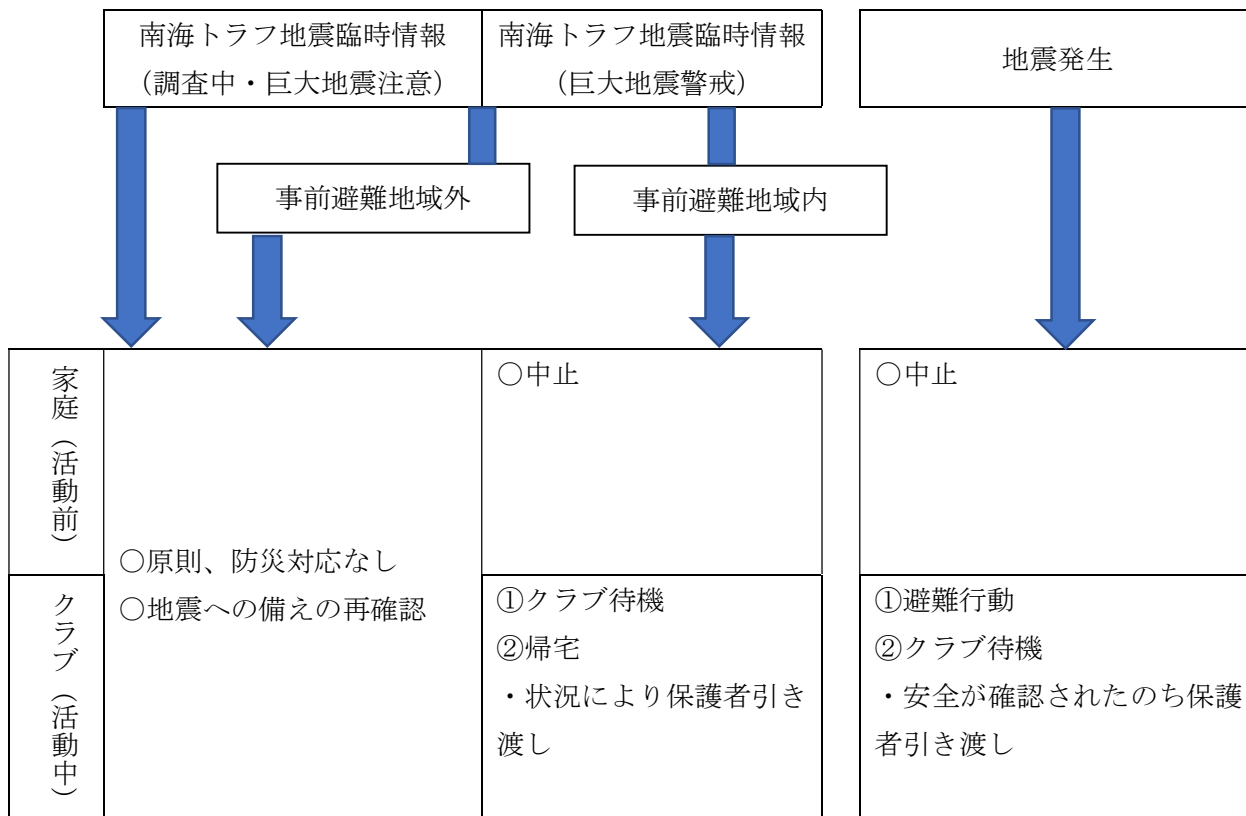 南海トラフ地震臨時情報
（調査中・巨大地震注意）
南海トラフ地震臨時情報
（巨大地震警戒）
地震発生
事前避難地域外
事前避難地域内
家庭（活動前）
○原則、防災対応なし
○地震への備えの再確認
○中止
○中止
クラブ（活動中）
①クラブ待機
②帰宅
・状況により保護者引き
渡し
①避難行動
②クラブ待機
・安全が確認されたのち保護
者引き渡し